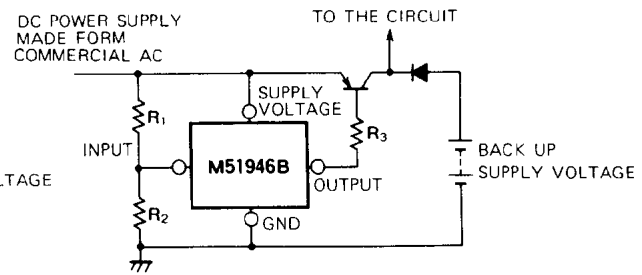 DC POWER SUPPLY
MADE FORM
COMMERCIAL AC
TO THE CIRCUIT
SUPPLY
VOLTAGE
R1
R3
INPUT
M51946B
OUTPUT
BACK UP
SUPPLY VOLTAGE
LTAGE
R2
GND